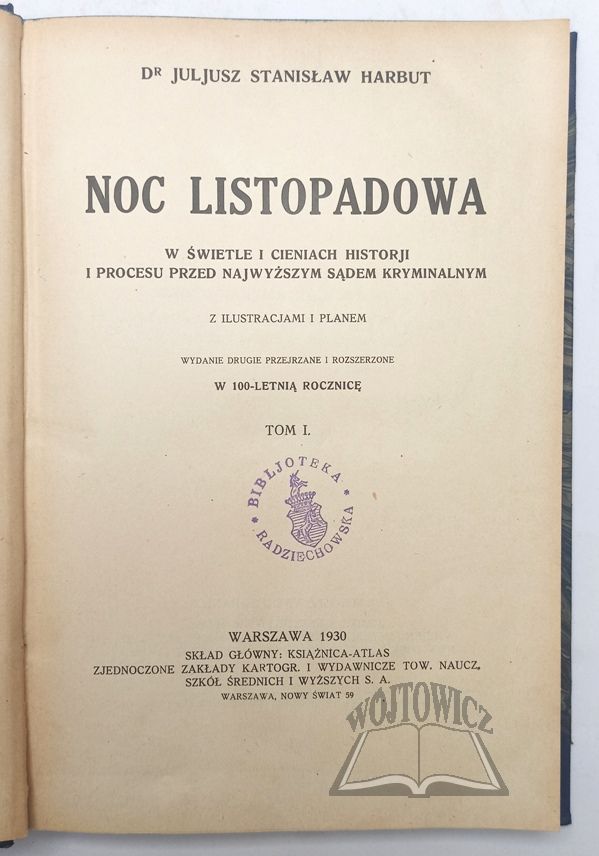 DR JULJUSZ STANISŁAW HARBUT
NOC LISTOPADOWA
W ŚWIETLE I CIENIACH HISTORJI
I PROCESU PRZED NAJWYŻSZYM SĄDEM KRYMINALNYM
Z ILUSTRACJAMI I PLANEM
WYDANIE DRUGIE PRZEJRZANE I ROZSZERZONE
W 100-LETNIĄ ROCZNICĘ
TOM I.
* BIBLJOTEKA *
RADZIECHOWSKA
WARSZAWA 1930
SKŁAD GŁÓWNY: KSIĄŻNICA-ATLAS
ZJEDNOCZONE ZAKŁADY KARTOGR. I WYDAWNICZE TOW. NAUCZ.
SZKÓŁ ŚREDNICH I WYŻSZYCH S. A.
WARSZAWA, NOWY ŚWIAT 59
WÓJTOWICZ